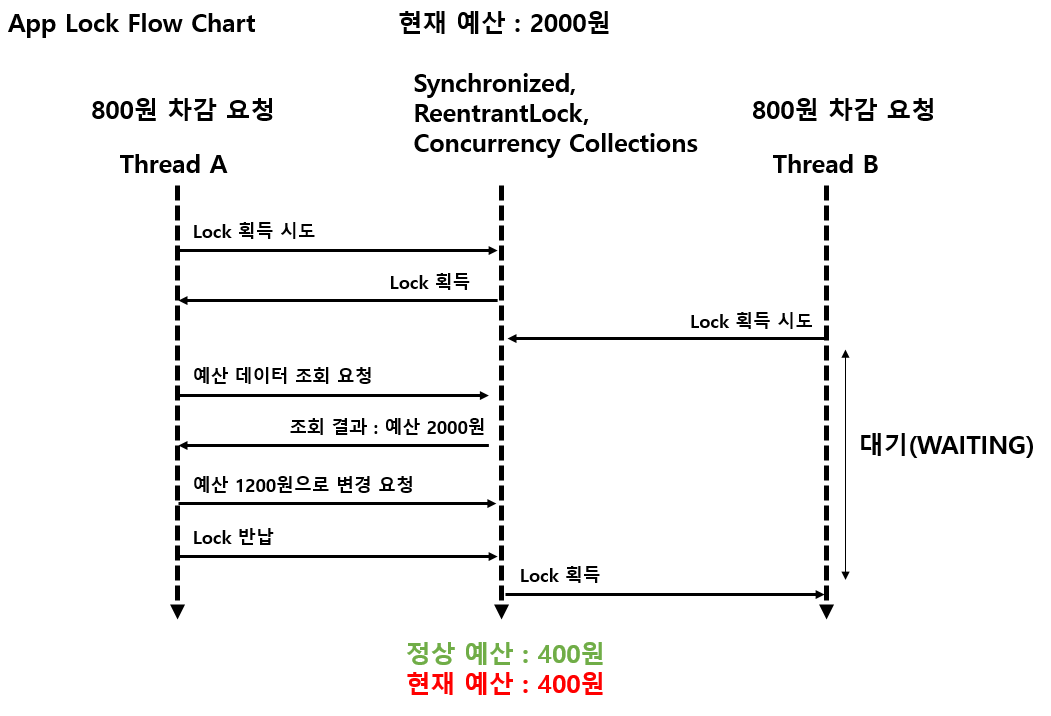 App Lock Flow Chart
현재 예산 : 2000원
Synchronized,
ReentrantLock,
Concurrency Collections
800원 차감 요청
Thread A
800원 차감 요청
Thread B
Lock 획득 시도
Lock 획득
Lock 획득 시도
예산 데이터 조회 요청
조회 결과 : 예산 2000원
대기(WAITING)
예산 1200원으로 변경 요청
Lock 반납
Lock 획득
정상 예산 : 400원
현재 예산 : 400원